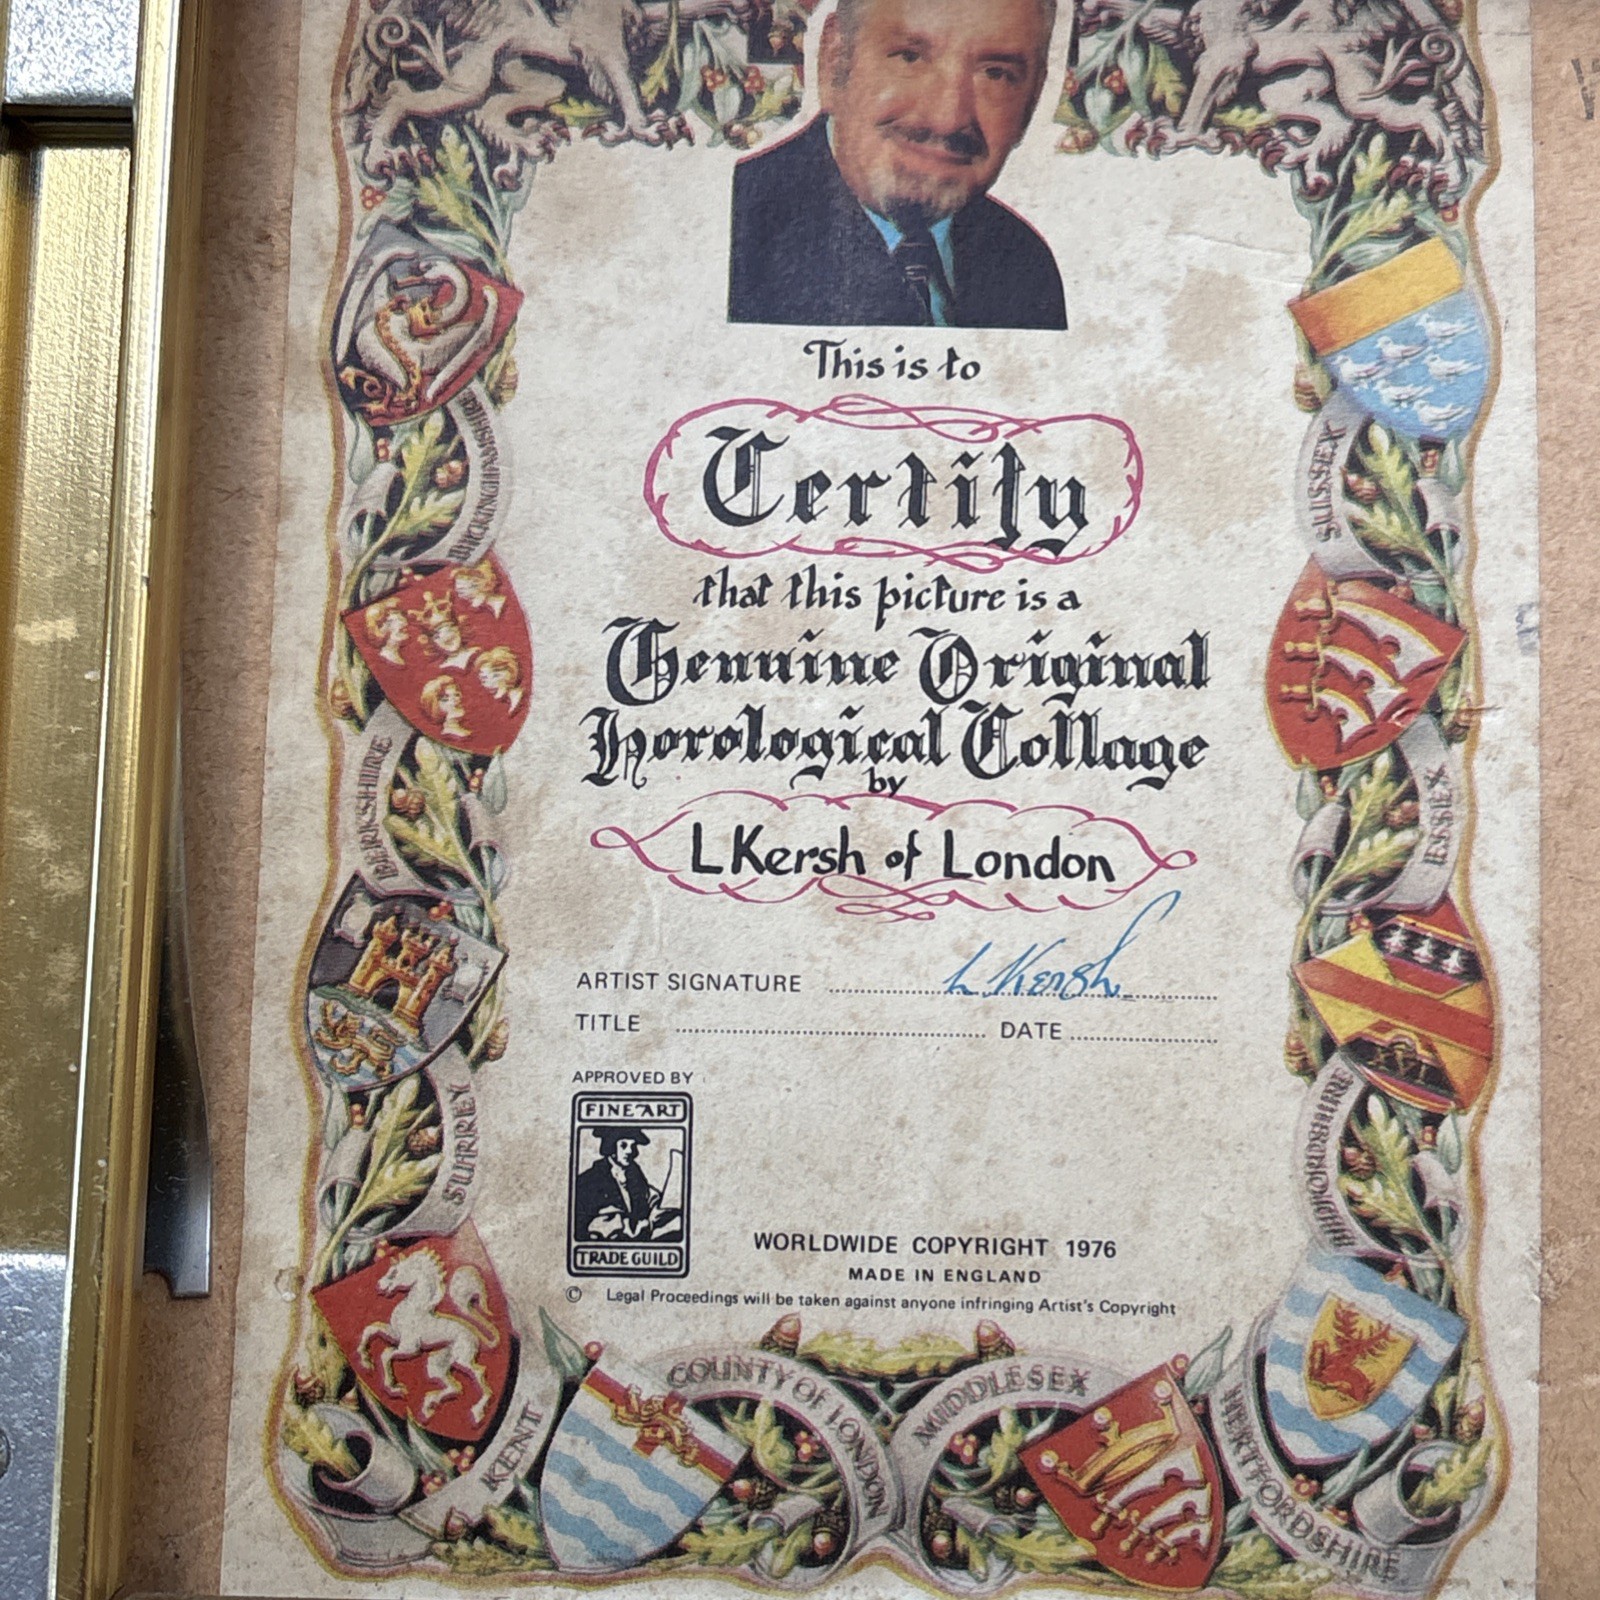 This is to
Certify
that this picture is a
Genuine Original
Horological Collage
by
L Kersh of London
ARTIST SIGNATURE L Kersh
TITLE DATE
APPROVED BY
FINE ART
TRADE GUILD
WORLDWIDE COPYRIGHT 1976
MADE IN ENGLAND
© Legal Proceedings will be taken against anyone infringing Artist's Copyright
BUCKINGHAMSHIRE
BERKSHIRE
SURREY
KENT
COUNTY OF LONDON
MIDDLESEX
HERTFORDSHIRE
BEDFORDSHIRE
ESSEX
SUSSEX